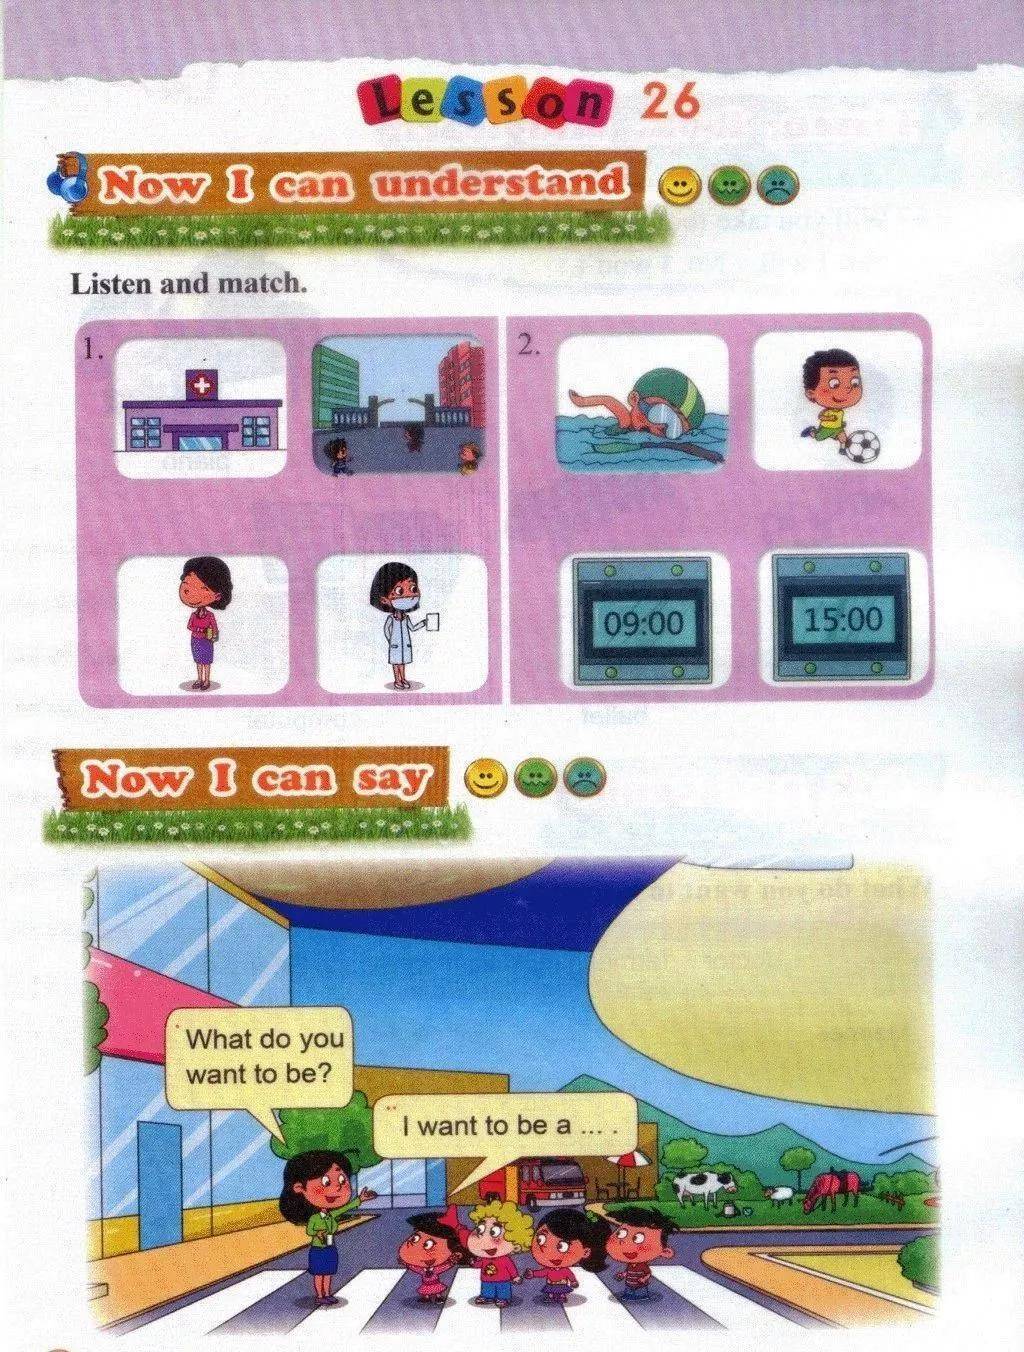 Lesson 26
Now I can understand
Listen and match.
1.
2.
09:00
15:00
Now I can say
What do you
want to be?
I want to be a ... .